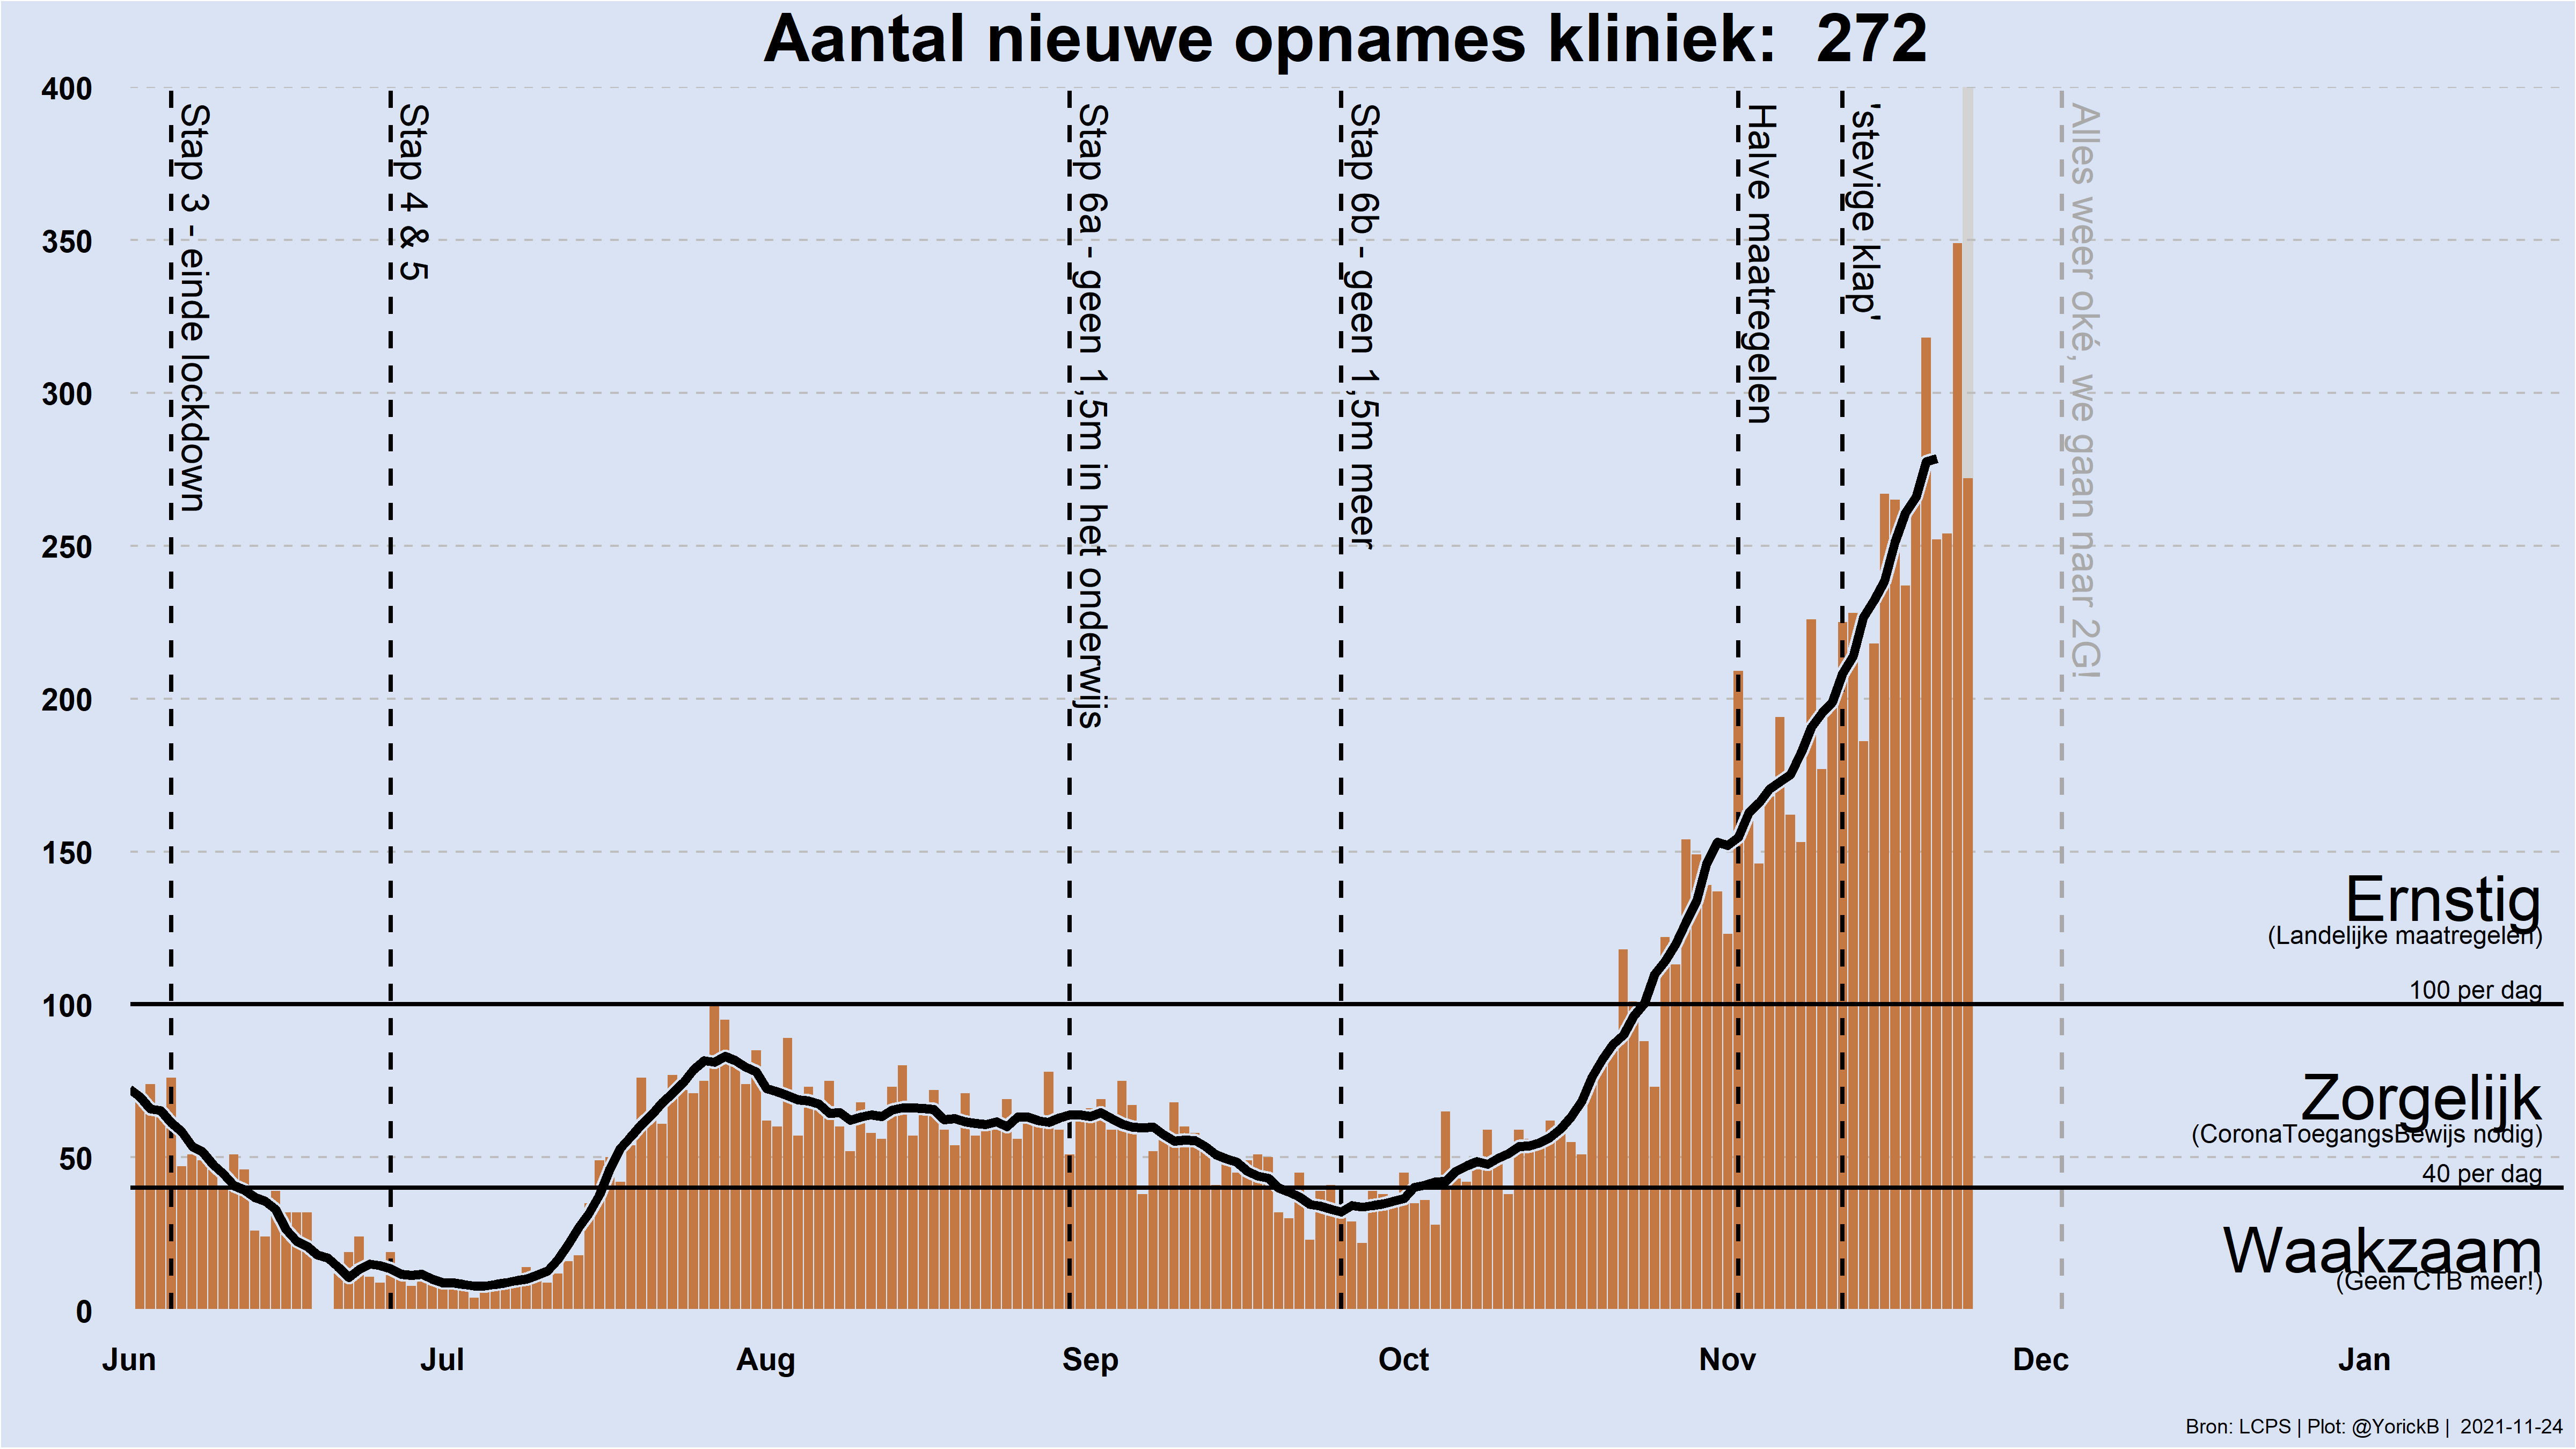 Aantal nieuwe opnames kliniek:  272
400
350
300
250
200
150
100
50
0
Stap 3 - einde lockdown
Stap 4 & 5
Stap 6a - geen 1,5m in het onderwijs
Stap 6b - geen 1,5m meer
Halve maatregelen
'stevige klap'
Alles weer oké, we gaan naar 2G!
Ernstig
(Landelijke maatregelen)
100 per dag
Zorgelijk
(CoronaToegangsBewijs nodig)
40 per dag
Waakzaam
(Geen CTB meer!)
Jun
Jul
Aug
Sep
Oct
Nov
Dec
Jan
Bron: LCPS | Plot: @YorickB |  2021-11-24